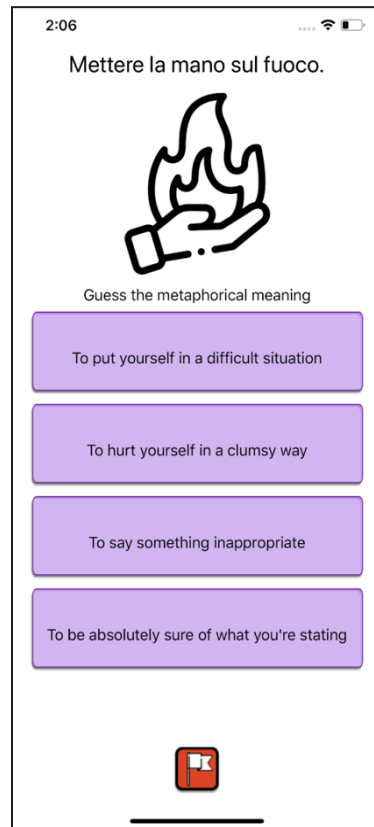 2:06
Mettere la mano sul fuoco.
Guess the metaphorical meaning
To put yourself in a difficult situation
To hurt yourself in a clumsy way
To say something inappropriate
To be absolutely sure of what you're stating